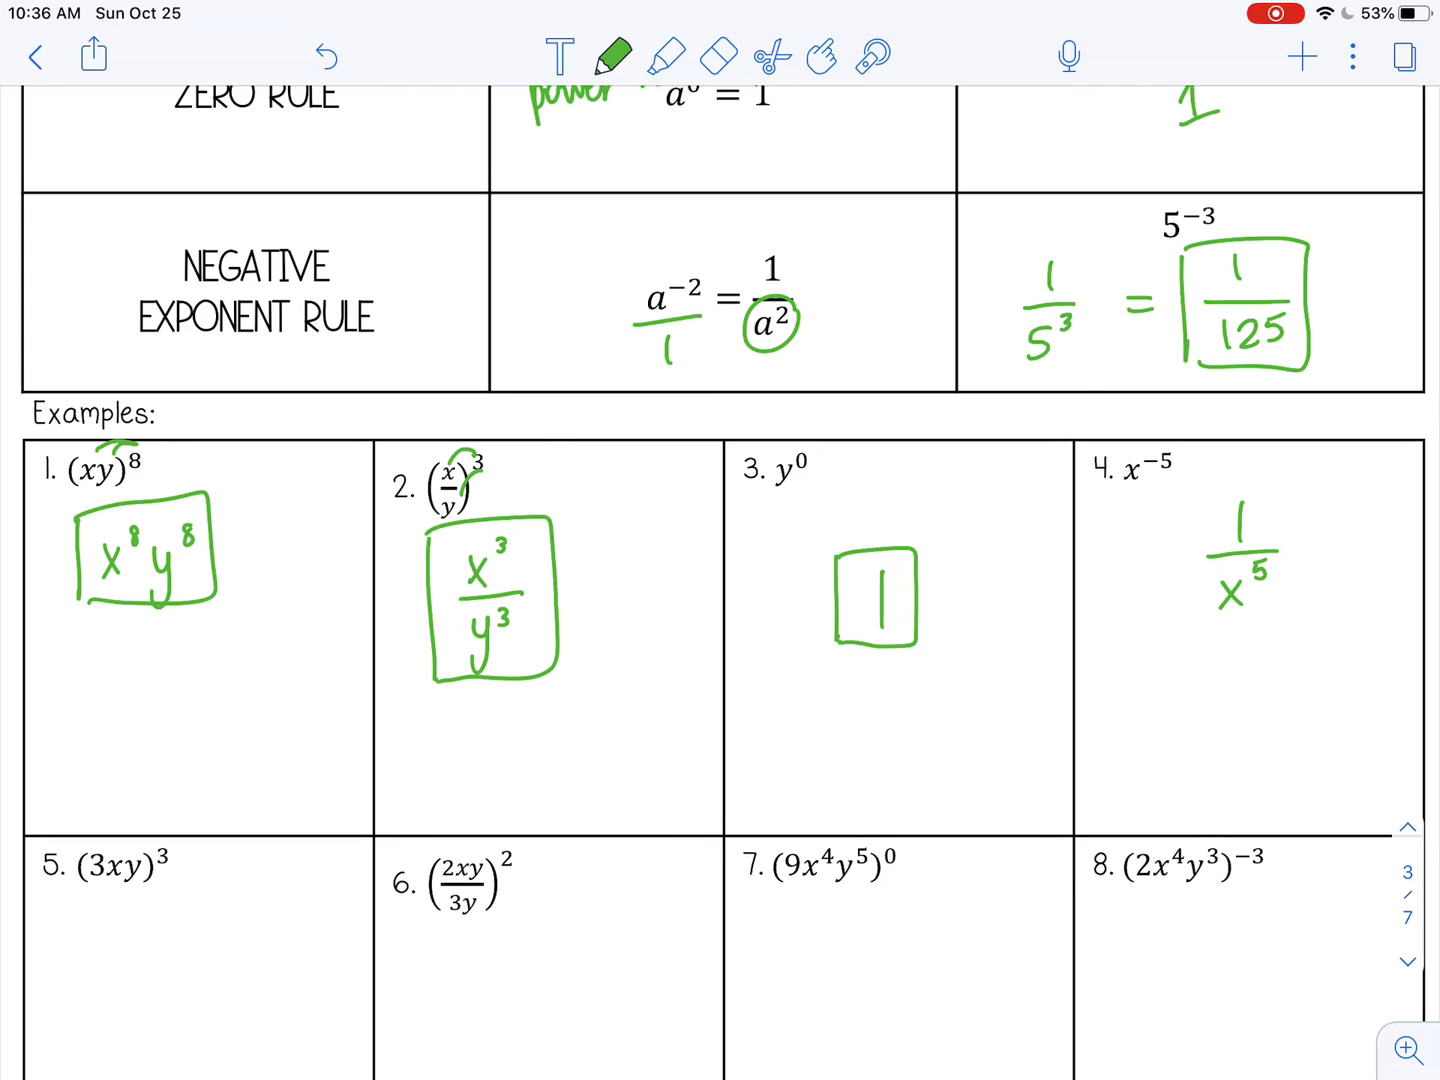 10:36 AM Sun Oct 25
53%
T
ZERO RULE
power
a⁰ = 1
1
NEGATIVE
EXPONENT RULE
a⁻² = 1/a²
1
5⁻³
1/5³ = 1/125
Examples:
1. (xy)⁸
x⁸y⁸
2. (x/y)³
x³/y³
3. y⁰
1
4. x⁻⁵
1/x⁵
5. (3xy)³
6. (2xy/3y)²
7. (9x⁴y⁵)⁰
8. (2x⁴y³)⁻³
3
/
7